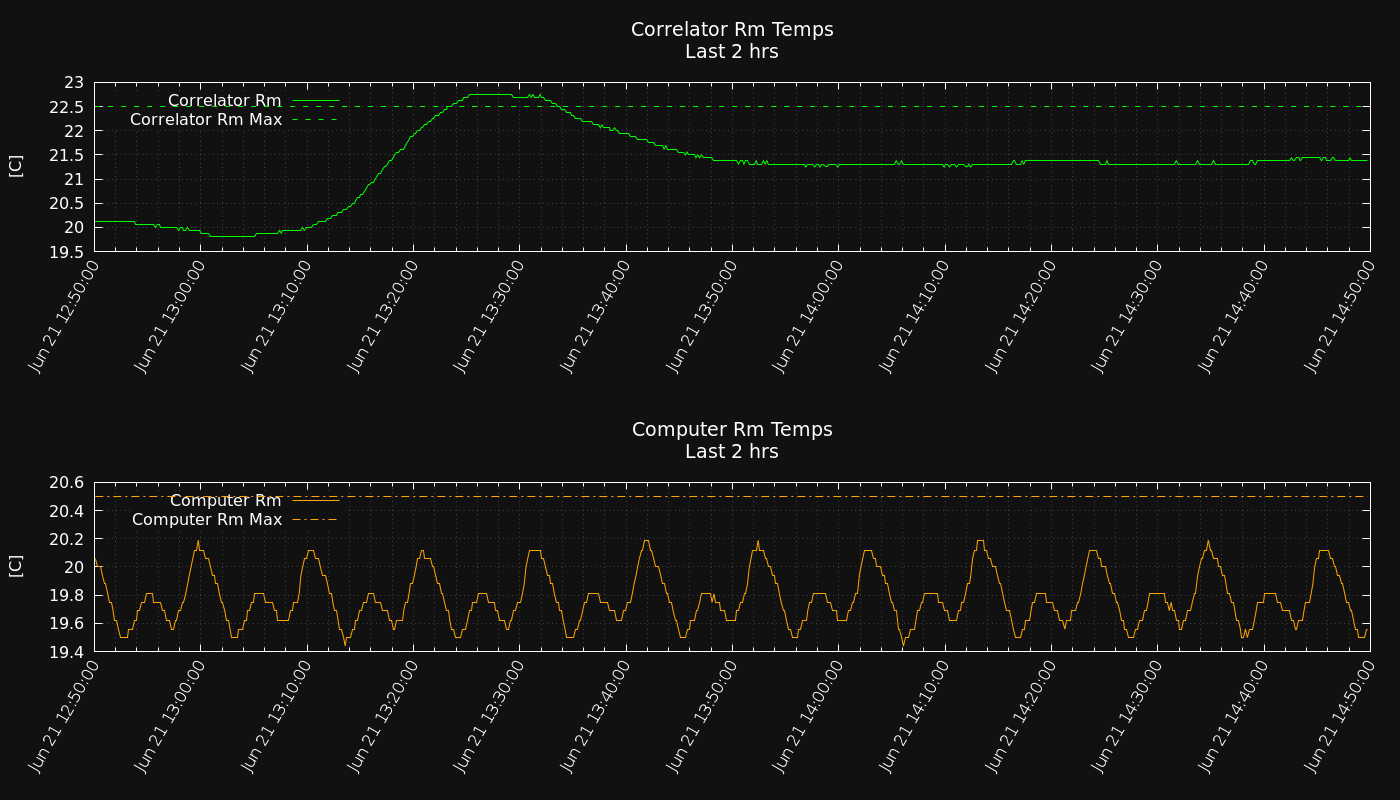 Correlator Rm Temps
Last 2 hrs
23
22.5
22
21.5
21
20.5
20
19.5
[C]
Correlator Rm
Correlator Rm Max
Jun 21 12:50:00
Jun 21 13:00:00
Jun 21 13:10:00
Jun 21 13:20:00
Jun 21 13:30:00
Jun 21 13:40:00
Jun 21 13:50:00
Jun 21 14:00:00
Jun 21 14:10:00
Jun 21 14:20:00
Jun 21 14:30:00
Jun 21 14:40:00
Jun 21 14:50:00
Computer Rm Temps
Last 2 hrs
20.6
20.4
20.2
20
19.8
19.6
19.4
[C]
Computer Rm
Computer Rm Max
Jun 21 12:50:00
Jun 21 13:00:00
Jun 21 13:10:00
Jun 21 13:20:00
Jun 21 13:30:00
Jun 21 13:40:00
Jun 21 13:50:00
Jun 21 14:00:00
Jun 21 14:10:00
Jun 21 14:20:00
Jun 21 14:30:00
Jun 21 14:40:00
Jun 21 14:50:00